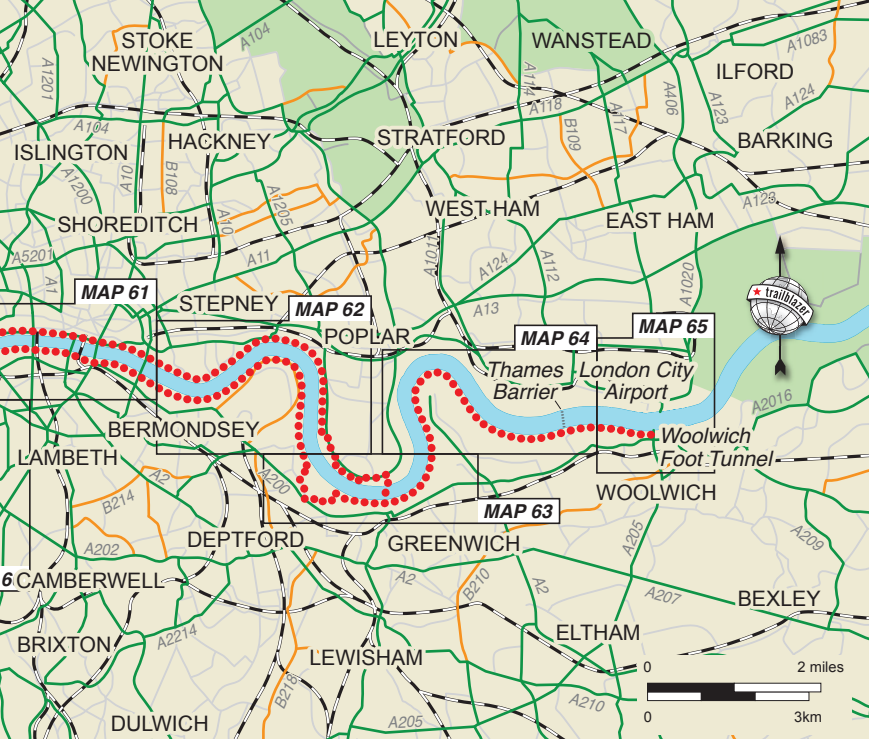 A104
STOKE
NEWINGTON
LEYTON
WANSTEAD
A1083
ILFORD
A1201
A114
A406
A124
A123
A118
A117
B109
A104
ISLINGTON
HACKNEY
STRATFORD
BARKING
A1200
A10
B108
A1205
A10
SHOREDITCH
WEST HAM
EAST HAM
A123
A5201
A11
A1011
A124
A112
A1020
A1
MAP 61
STEPNEY
MAP 62
A13
POPLAR
MAP 64
MAP 65
trailblazer
Thames
Barrier
London City
Airport
A2016
BERMONDSEY
Woolwich
Foot Tunnel
LAMBETH
A2
A200
B214
WOOLWICH
MAP 63
A202
DEPTFORD
GREENWICH
A205
A209
6
CAMBERWELL
A2
B210
A2
A207
BEXLEY
BRIXTON
A2214
LEWISHAM
ELTHAM
0
2 miles
B218
A210
DULWICH
A205
0
3km